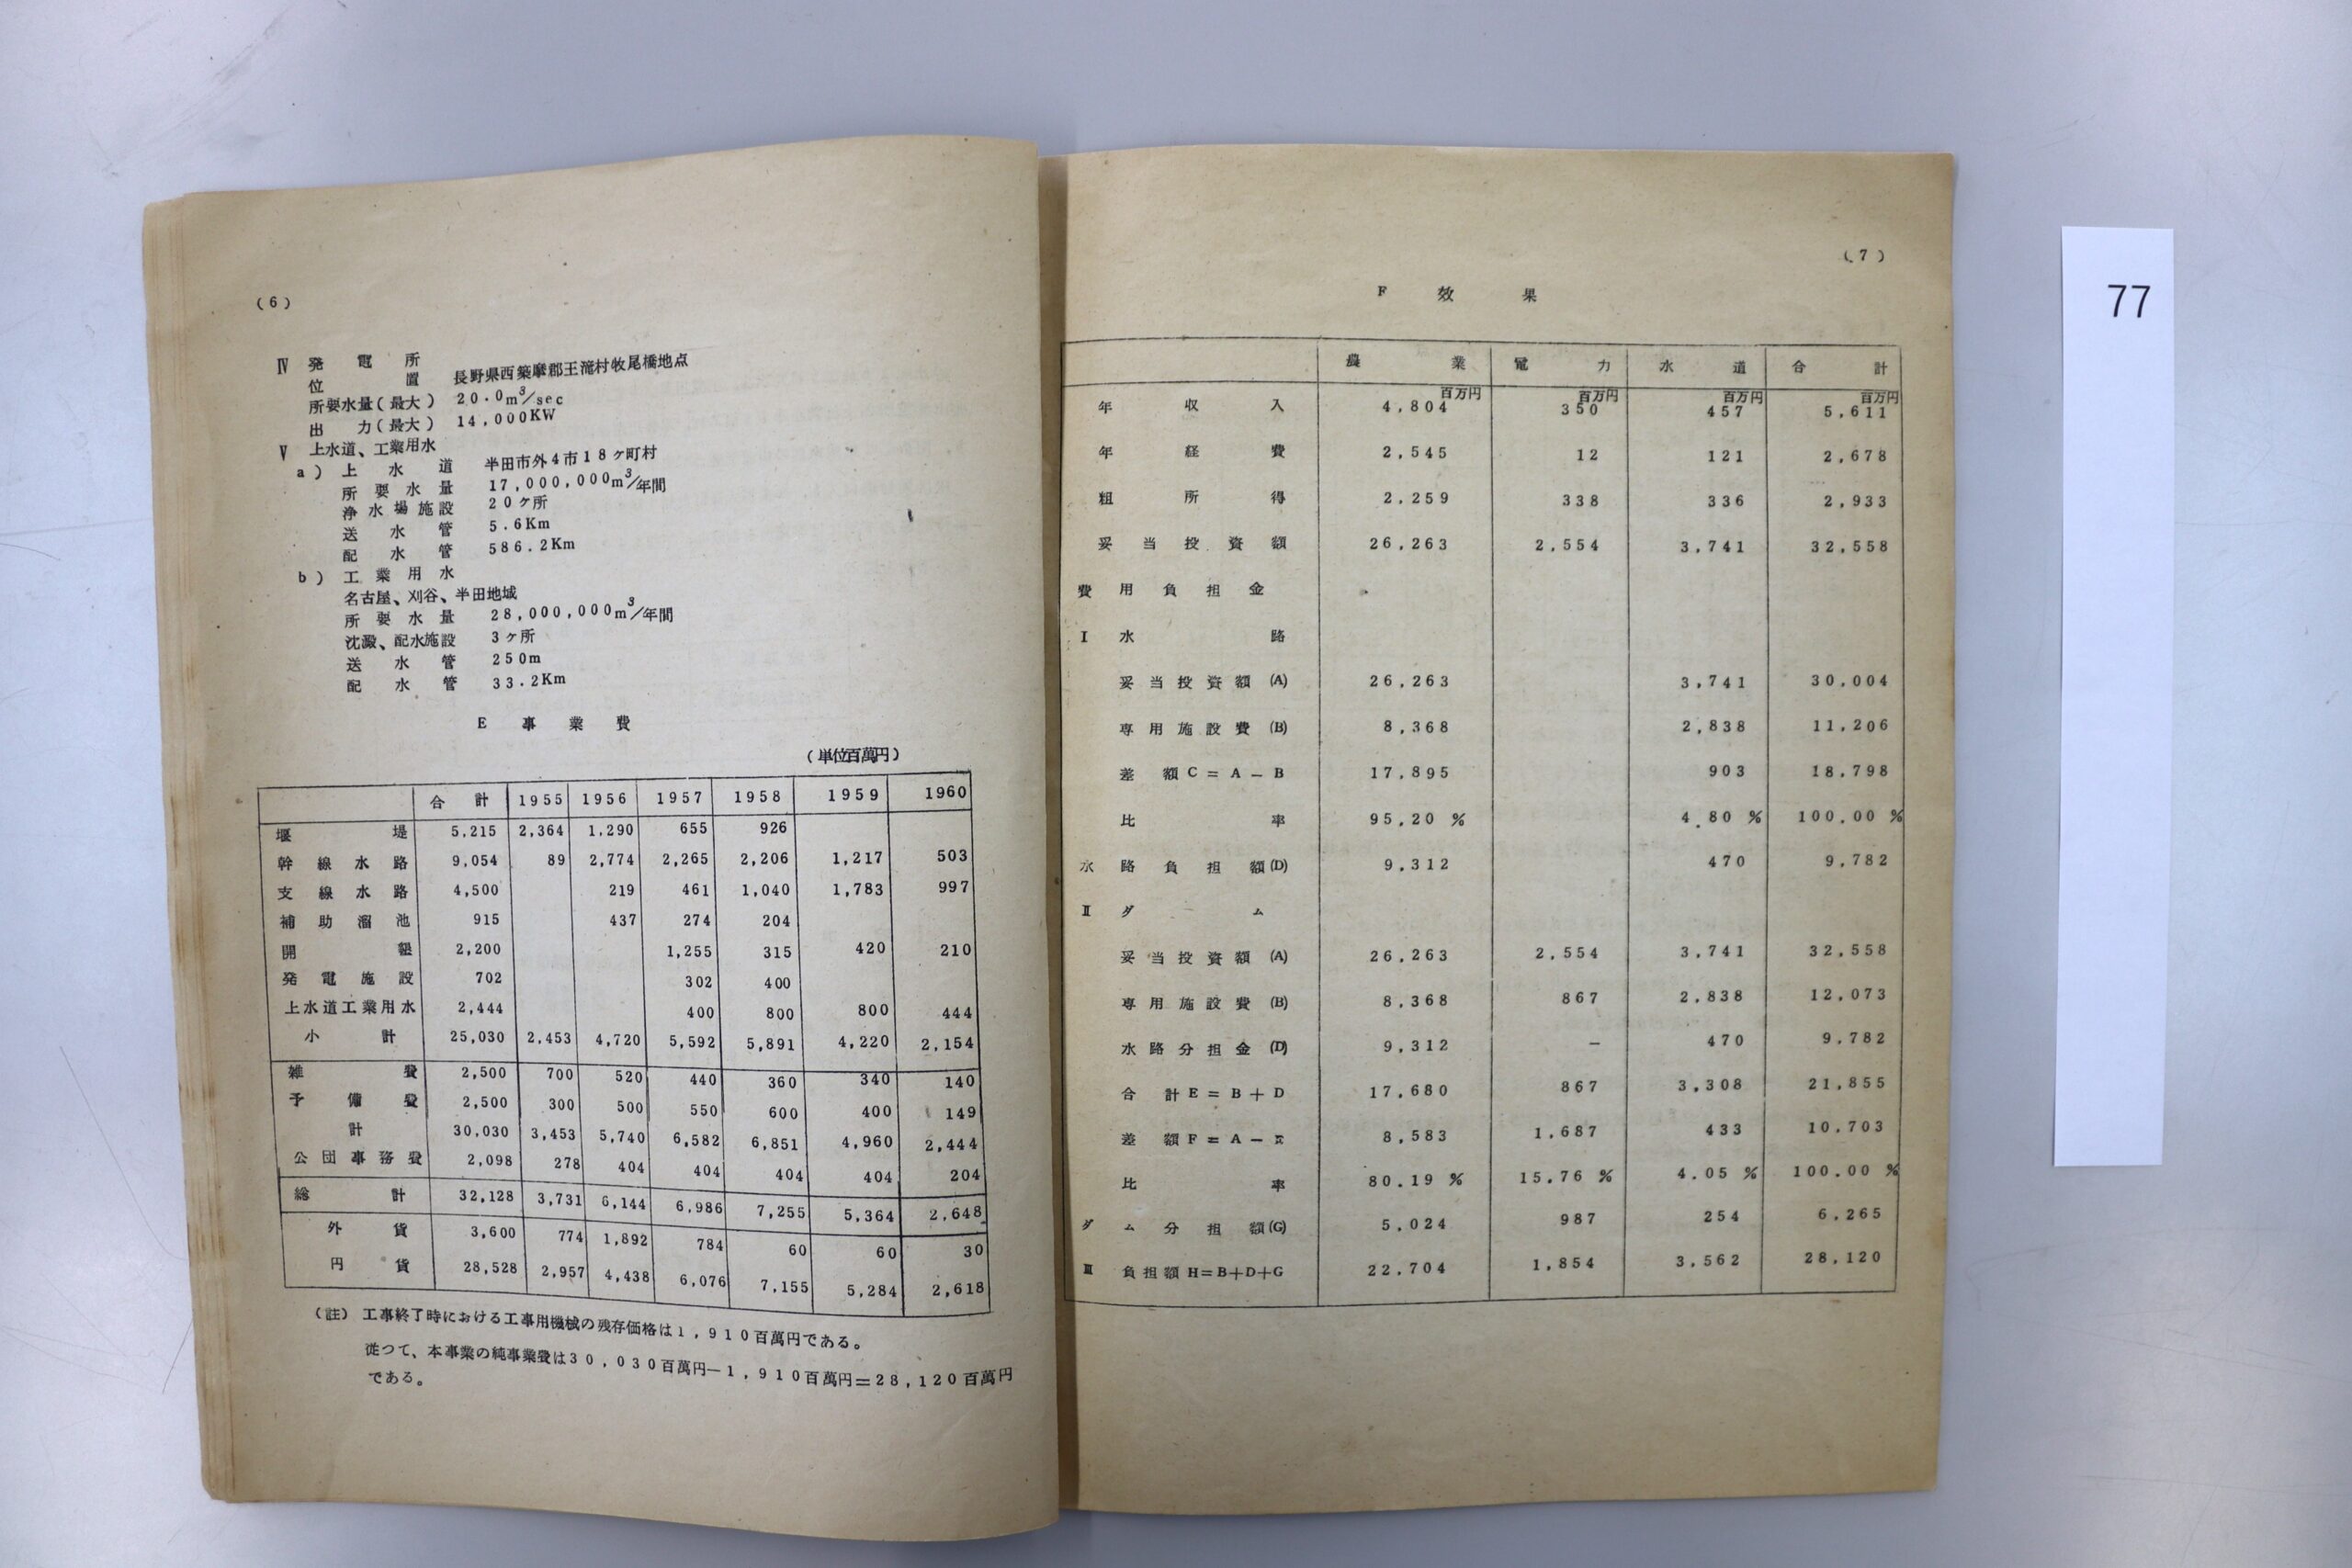 (6)
Ⅳ 発電所
位置 長野県西築摩郡王滝村牧尾橋地点
所要水量(最大) 20.0m³/sec
出力(最大) 14,000KW
Ⅴ 上水道、工業用水
a) 上水道 半田市外4市18ヶ町村
所要水量 17,000,000m³/年間
浄水場施設 20ヶ所
送水管 5.6Km
配水管 586.2Km
b) 工業用水
名古屋、刈谷、半田地域
所要水量 28,000,000m³/年間
沈澱、配水施設 3ヶ所
送水管 250m
配水管 33.2Km
E 事業費
(単位百萬円)
合計 1955 1956 1957 1958 1959 1960
堰堤 5,215 2,364 1,290 655 926
幹線水路 9,054 89 2,774 2,265 2,206 1,217 503
支線水路 4,500 219 461 1,040 1,783 997
補助溜池 915 437 274 204
開墾 2,200 1,255 315 420 210
発電施設 702 302 400
上水道工業用水 2,444 400 800 800 444
小計 25,030 2,453 4,720 5,592 5,891 4,220 2,154
雑費 2,500 700 520 440 360 340 140
予備費 2,500 300 500 550 600 400 149
計 30,030 3,453 5,740 6,582 6,851 4,960 2,444
公団事務費 2,098 278 404 404 404 404 204
総計 32,128 3,731 6,144 6,986 7,255 5,364 2,648
外貨 3,600 774 1,892 784 60 60 30
円貨 28,528 2,957 4,438 6,076 7,155 5,284 2,618
(註) 工事終了時における工事用機械の残存価格は1,910百萬円である。
従つて、本事業の純事業費は30,030百萬円−1,910百萬円=28,120百萬円
である。
(7)
F 効果
農業 電力 水道 合計
百万円 百万円 百万円 百万円
年収入 4,804 350 457 5,611
年経費 2,545 12 121 2,678
粗所得 2,259 338 336 2,933
妥当投資額 26,263 2,554 3,741 32,558
費用負担金
Ⅰ 水路
妥当投資額(A) 26,263 3,741 30,004
専用施設費(B) 8,368 2,838 11,206
差額C=A−B 17,895 903 18,798
比率 95,20% 4.80% 100.00%
水路負担額(D) 9,312 470 9,782
Ⅱ ダム
妥当投資額(A) 26,263 2,554 3,741 32,558
専用施設費(B) 8,368 867 2,838 12,073
水路分担金(D) 9,312 − 470 9,782
合計E=B+D 17,680 867 3,308 21,855
差額F=A−E 8,583 1,687 433 10,703
比率 80.19% 15.76% 4.05% 100.00%
ダム分担額(G) 5,024 987 254 6,265
Ⅲ 負担額H=B+D+G 22,704 1,854 3,562 28,120
77